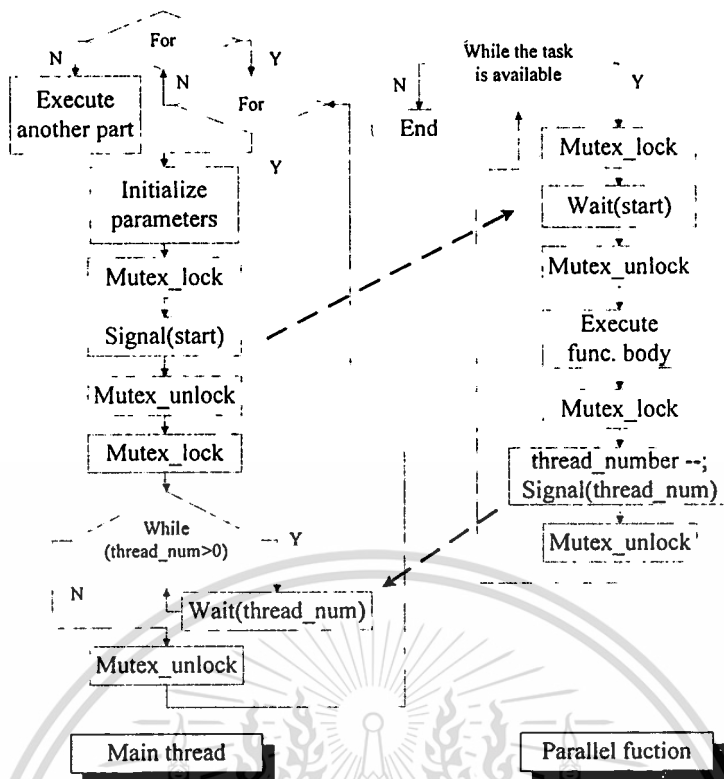 For
N
Y
N
For
Execute
another part
Y
Initialize
parameters
Mutex_lock
Signal(start)
Mutex_unlock
Mutex_lock
While
(thread_num>0)
Y
N
Wait(thread_num)
Mutex_unlock
Main thread
While the task
is available
N
Y
End
Mutex_lock
Wait(start)
Mutex_unlock
Execute
func. body
Mutex_lock
thread_number --;
Signal(thread_num)
Mutex_unlock
Parallel fuction